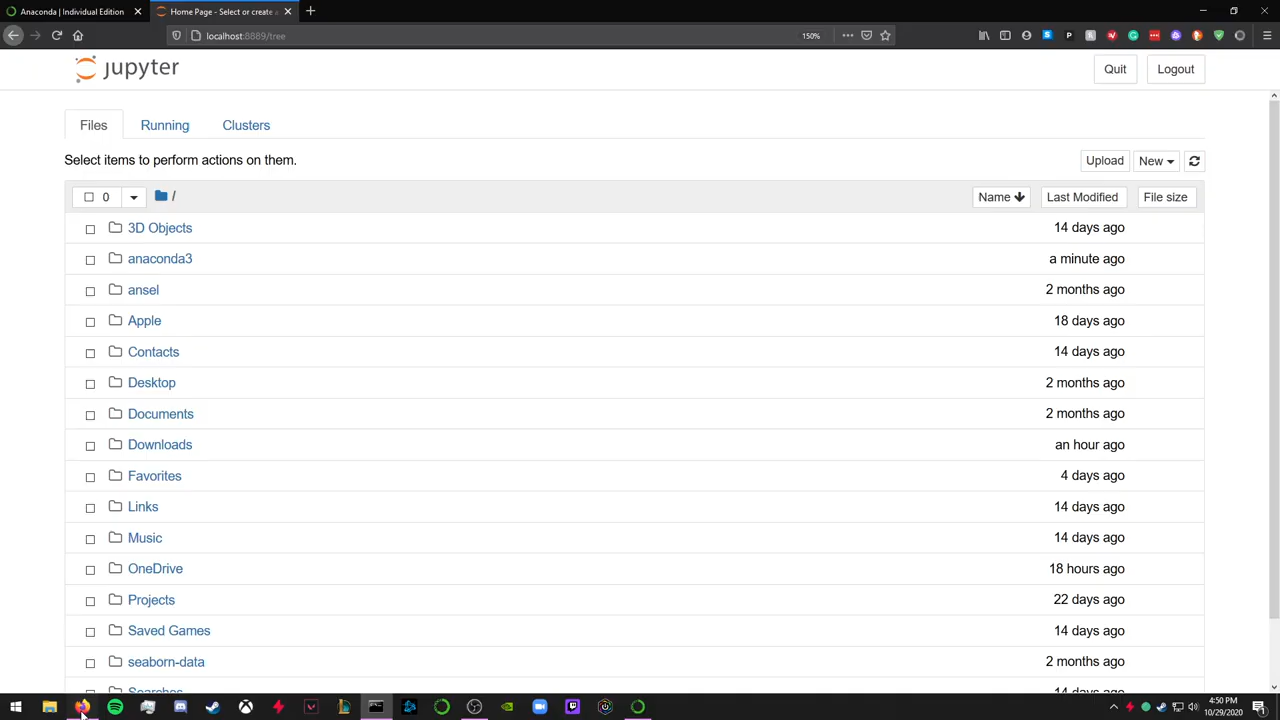 Anaconda | Individual Edition
Home Page - Select or create a
localhost:8889/tree
150%
jupyter
Quit
Logout
Files
Running
Clusters
Select items to perform actions on them.
Upload
New
0
/
Name
Last Modified
File size
3D Objects
14 days ago
anaconda3
a minute ago
ansel
2 months ago
Apple
18 days ago
Contacts
14 days ago
Desktop
2 months ago
Documents
2 months ago
Downloads
an hour ago
Favorites
4 days ago
Links
14 days ago
Music
14 days ago
OneDrive
18 hours ago
Projects
22 days ago
Saved Games
14 days ago
seaborn-data
2 months ago
Searches
14 days ago
4:50 PM
10/29/2020